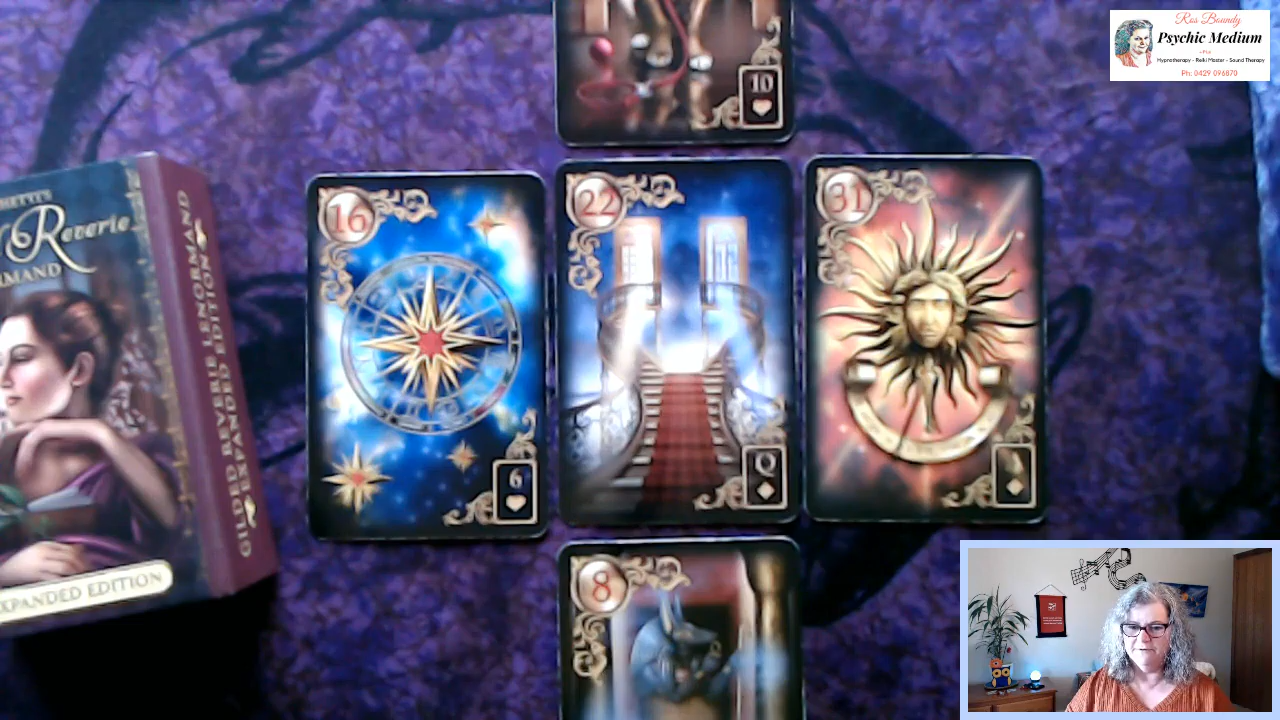 Ros Boundy
Psychic Medium
Hypnotherapy - Reiki Master - Sound Therapy
Ph: 0429 096870
10
Reverie
GILDED REVERIE LENORMAND
EXPANDED EDITION
EXPANDED EDITION
16
6
22
Q
31
8